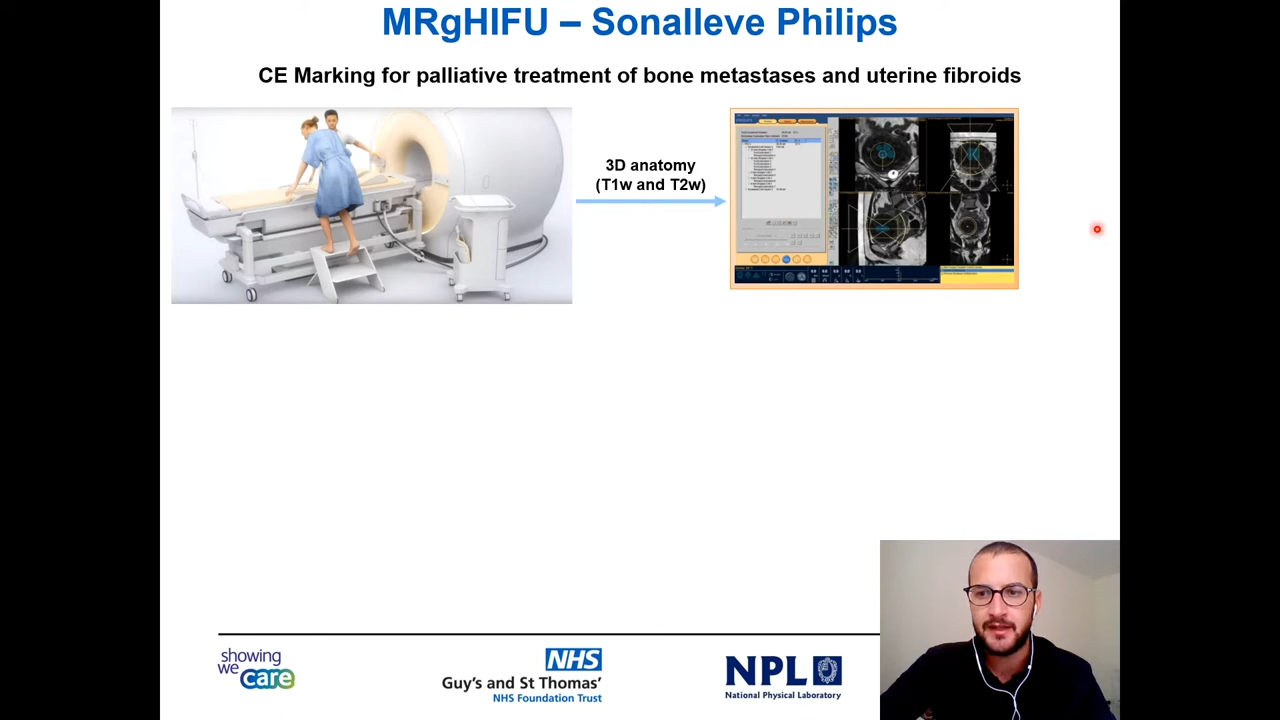 MRgHIFU – Sonalleve Philips
CE Marking for palliative treatment of bone metastases and uterine fibroids
3D anatomy
(T1w and T2w)
showing
we
care
NHS
Guy's and St Thomas'
NHS Foundation Trust
NPL
National Physical Laboratory